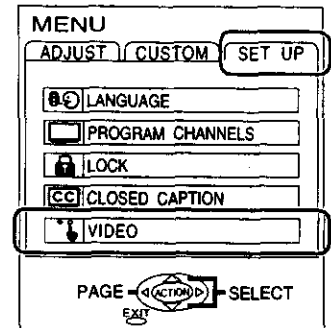 MENU
ADJUST CUSTOM SET UP
LANGUAGE
PROGRAM CHANNELS
LOCK
CC CLOSED CAPTION
VIDEO
PAGE ACTION SELECT
EXIT